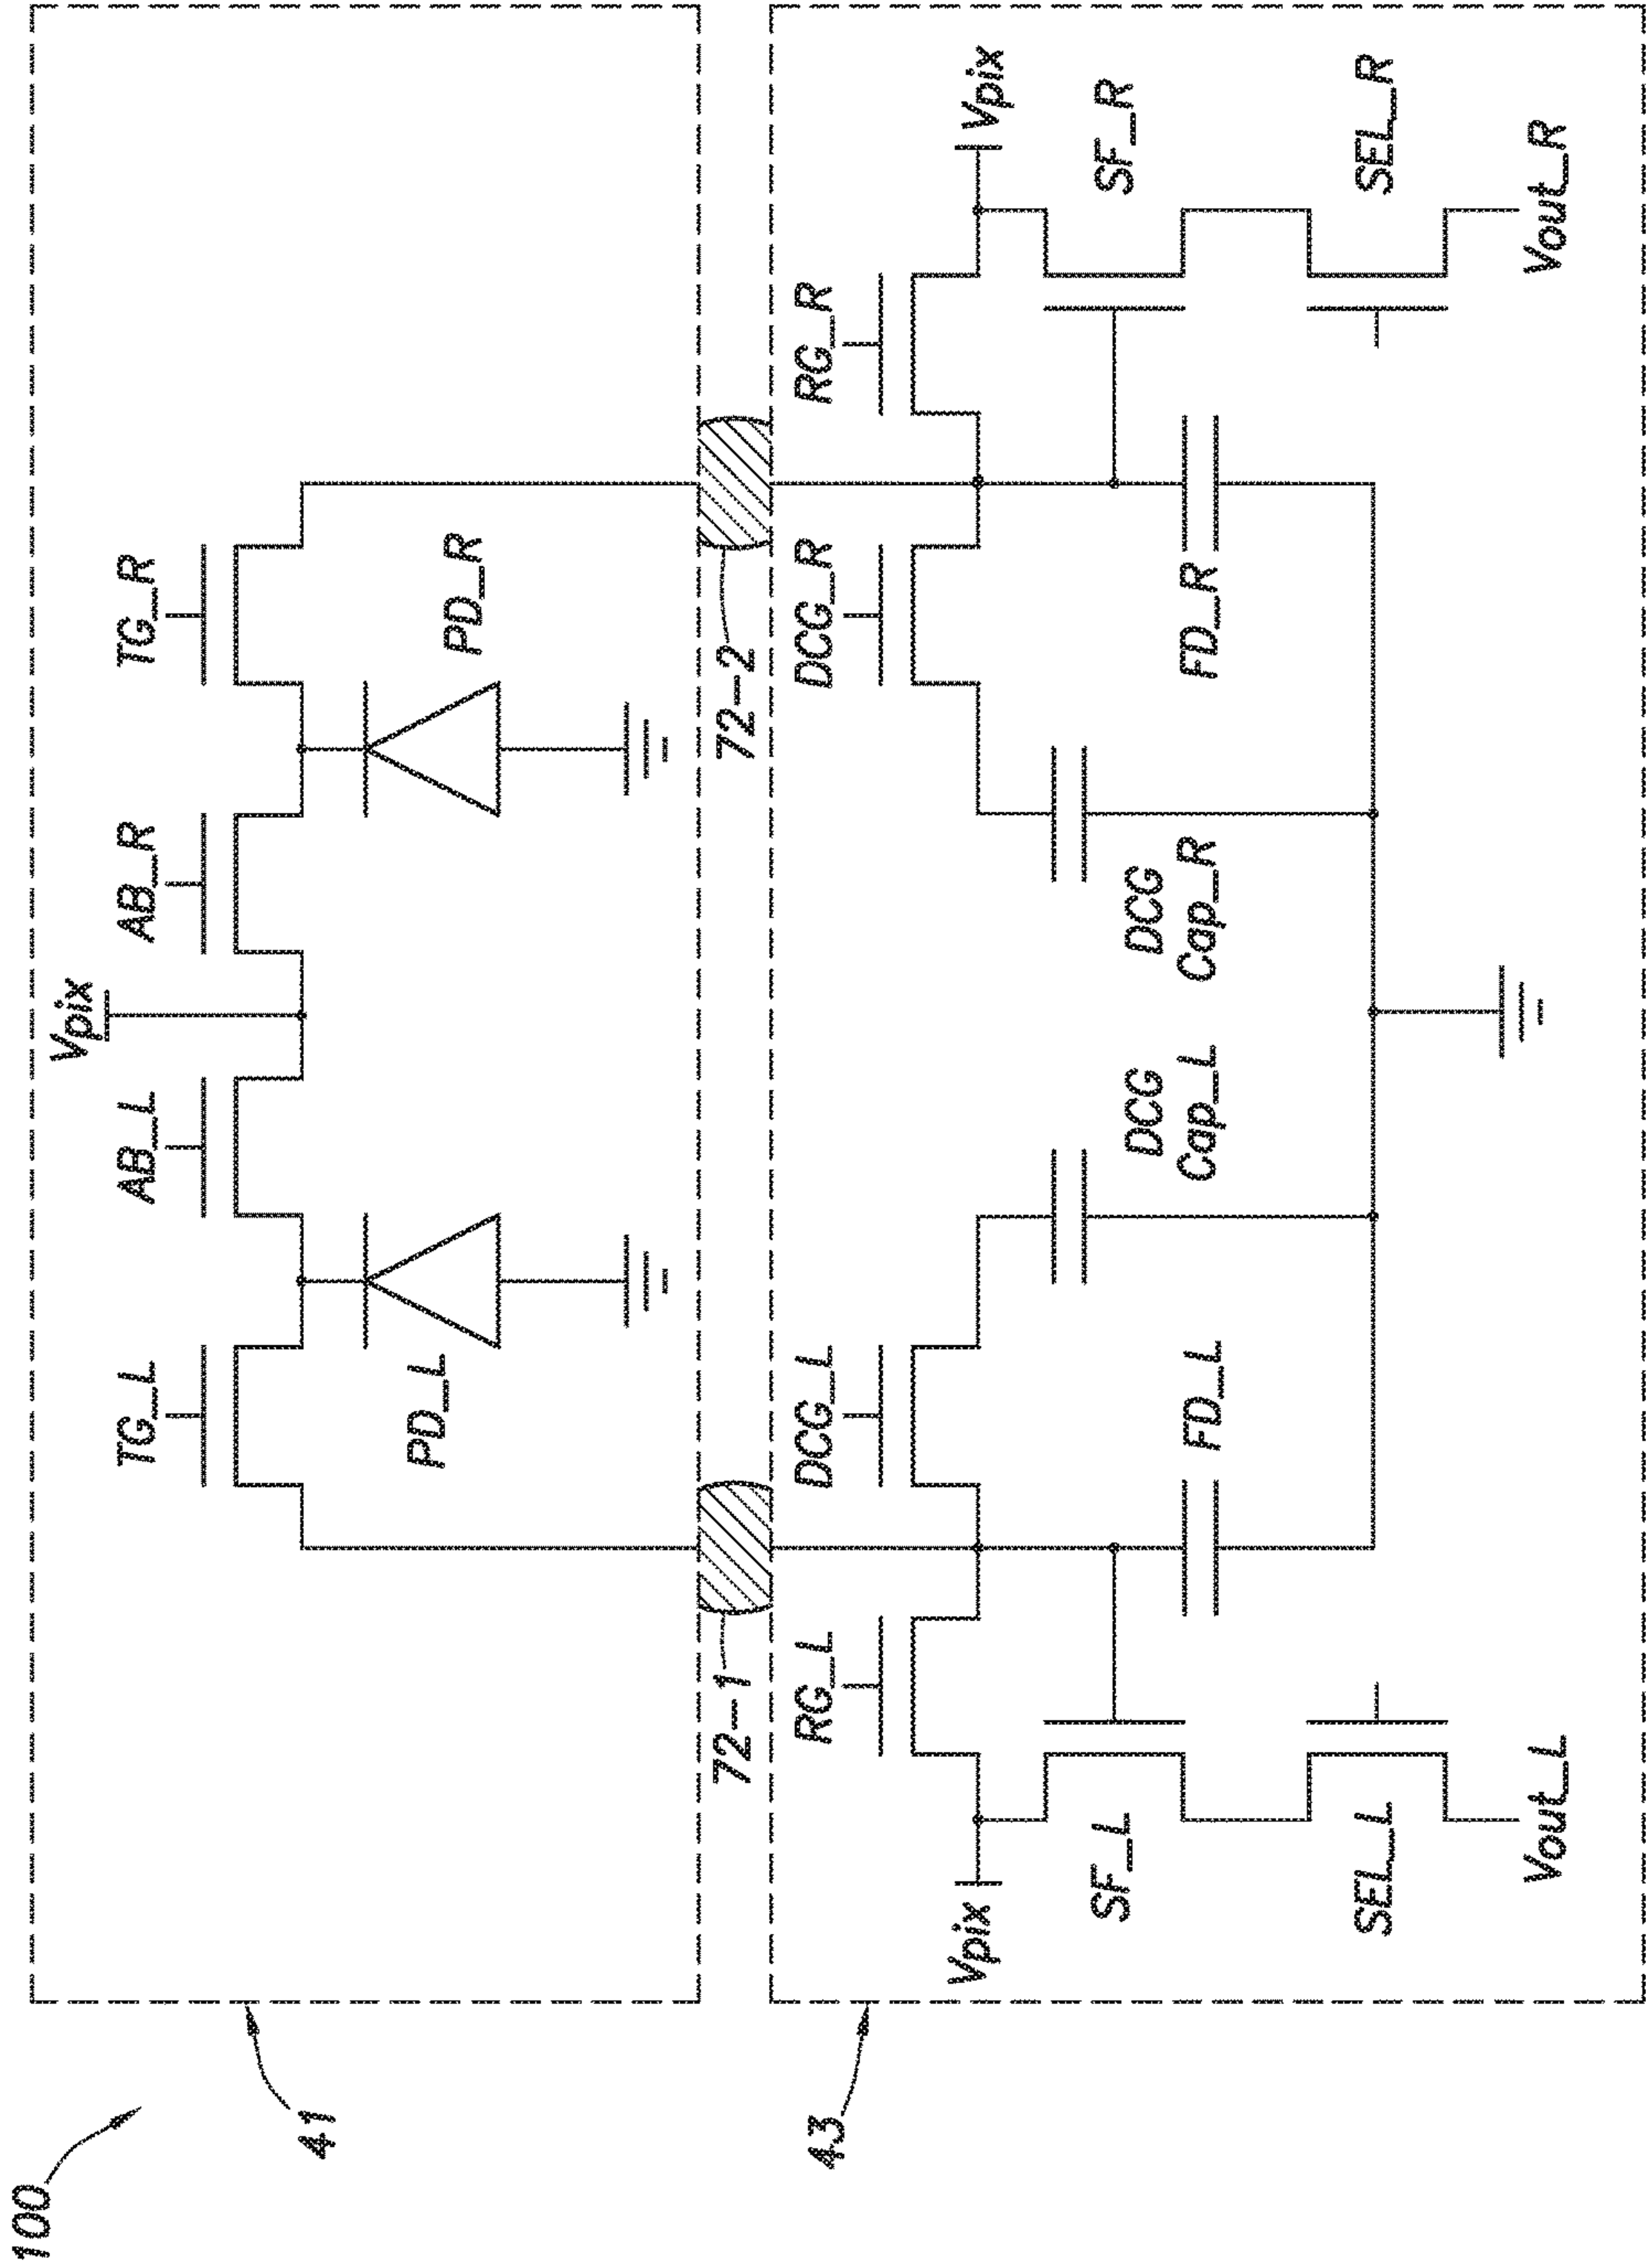 100
41
43
Vpix
TG_L
AB_L
AB_R
TG_R
PD_L
PD_R
72-1
72-2
RG_L
DCG_L
DCG_R
RG_R
Vpix
Vpix
SF_L
FD_L
DCG
Cap_L
DCG
Cap_R
FD_R
SF_R
SEL_L
SEL_R
Vout_L
Vout_R